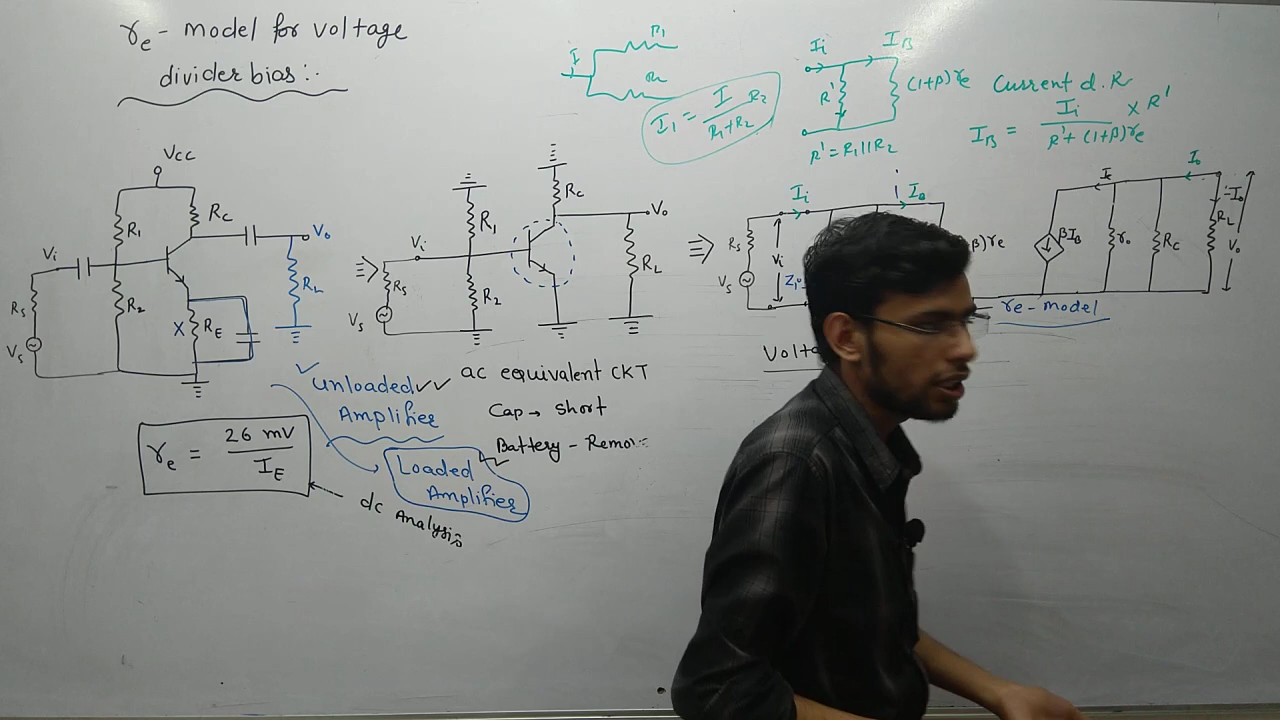 re - model for voltage
divider bias :-
VCC
R1
RC
Vi
Vo
R2
RL
Rs
Vs
X RE
re = 26 mV / IE
dc Analysis
Unloaded ✓✓
Amplifier
Loaded
Amplifier
RC
R1
Vi
Vo
Rs
R2
RL
Vs
ac equivalent CKT
Cap → short
Battery - Remo
I
R1
I1 = I / R1+R2 R2
Ii
IB
R'
(1+β)re
R' = R1||R2
Current d. R
IB = Ii / R'+(1+β)re × R'
Ii
Rs
Vi
Vs
β)re
βIB
ro
RC
Io
-Io
RL
Vo
re - model